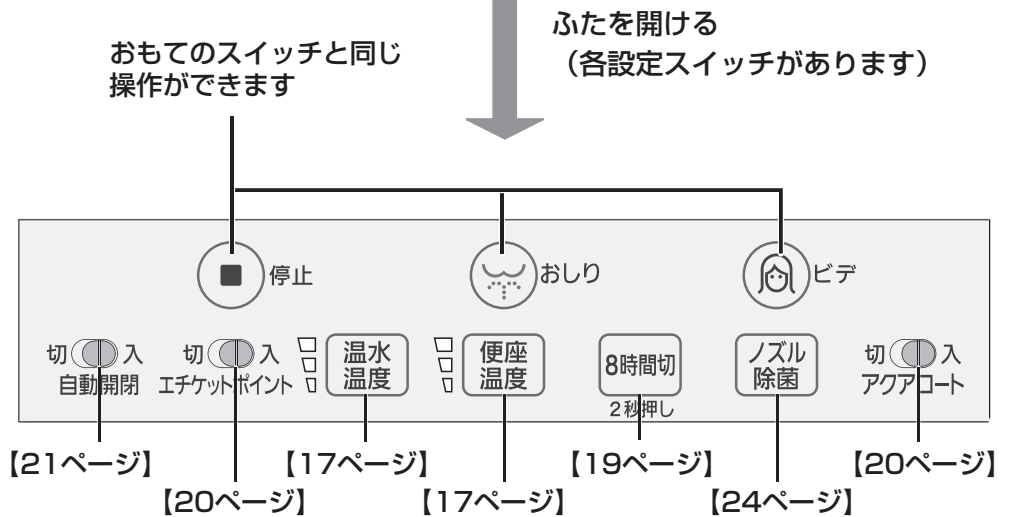 ふたを開ける
（各設定スイッチがあります）
おもてのスイッチと同じ
操作ができます
停止
おしり
ビデ
切 入
自動開閉
切 入
エチケットポイント
温水
温度
便座
温度
8時間切
2秒押し
ノズル
除菌
切 入
アクアコート
【21ページ】
【17ページ】
【19ページ】
【20ページ】
【20ページ】
【17ページ】
【24ページ】